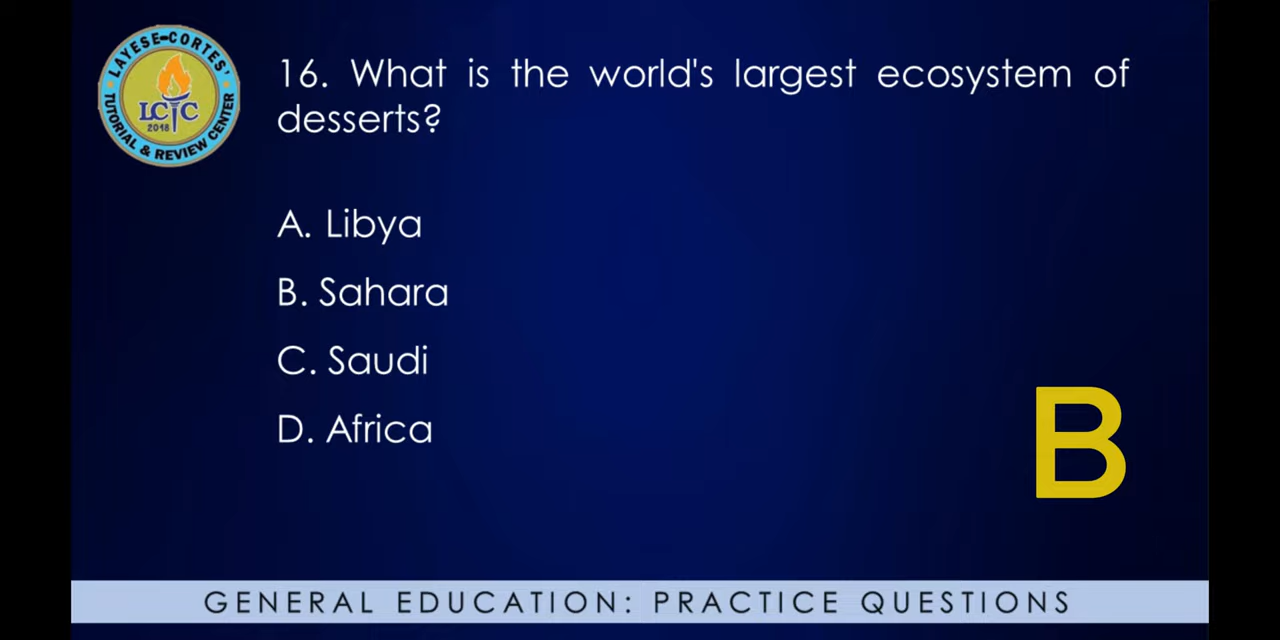 LAYESE-CORTES'
LCTC
2018
TUTORIAL & REVIEW CENTER
16. What is the world's largest ecosystem of
desserts?
A. Libya
B. Sahara
C. Saudi
D. Africa
B
GENERAL EDUCATION: PRACTICE QUESTIONS